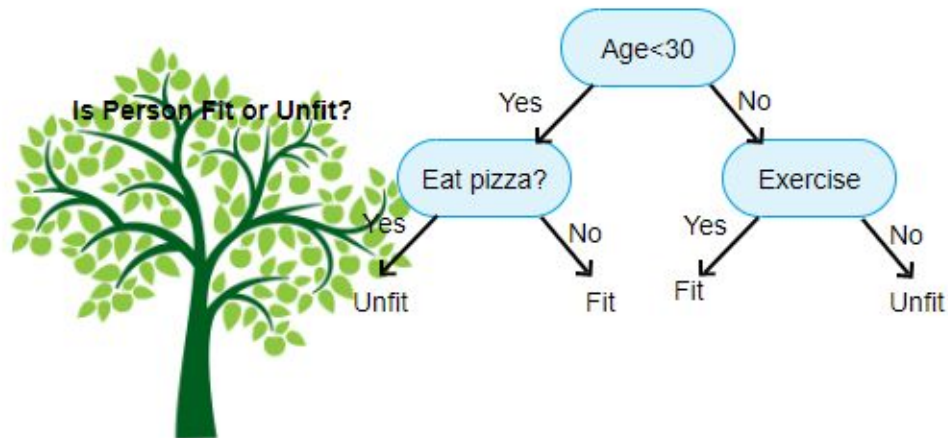 Age<30
Is Person Fit or Unfit?
Yes
No
Eat pizza?
Exercise
Yes
No
Yes
No
Unfit
Fit
Fit
Unfit